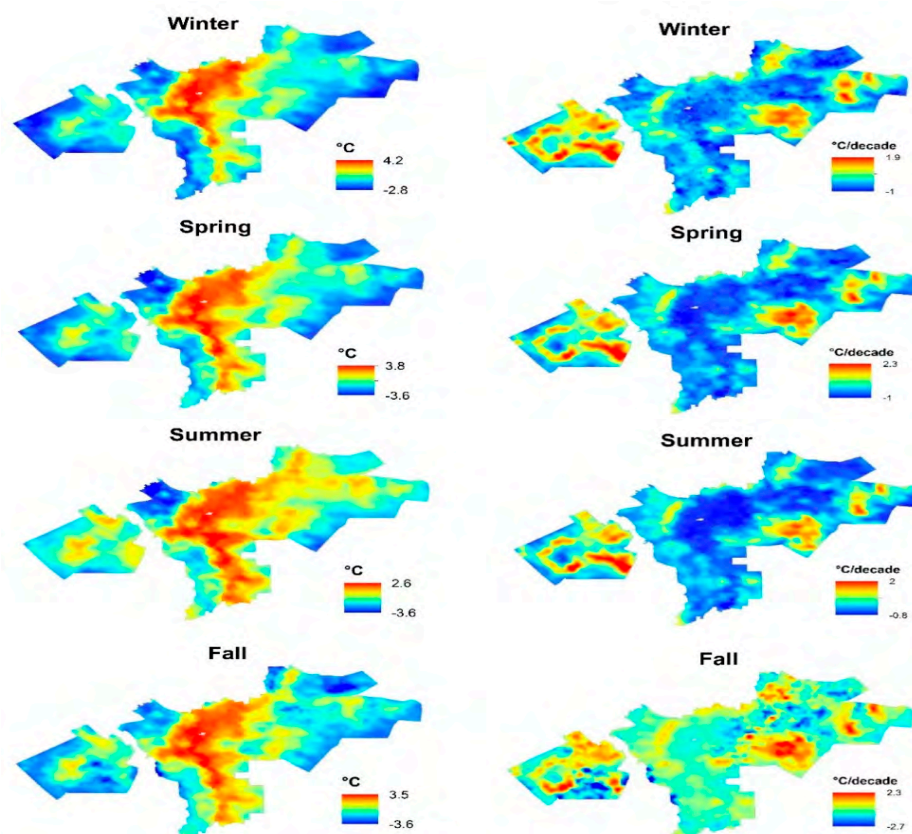 Winter
°C
4.2
-2.8
Winter
°C/decade
1.9
-1
Spring
°C
3.8
-3.6
Spring
°C/decade
2.3
-1
Summer
°C
2.6
-3.6
Summer
°C/decade
2
-0.8
Fall
°C
3.5
-3.6
Fall
°C/decade
2.3
-2.7